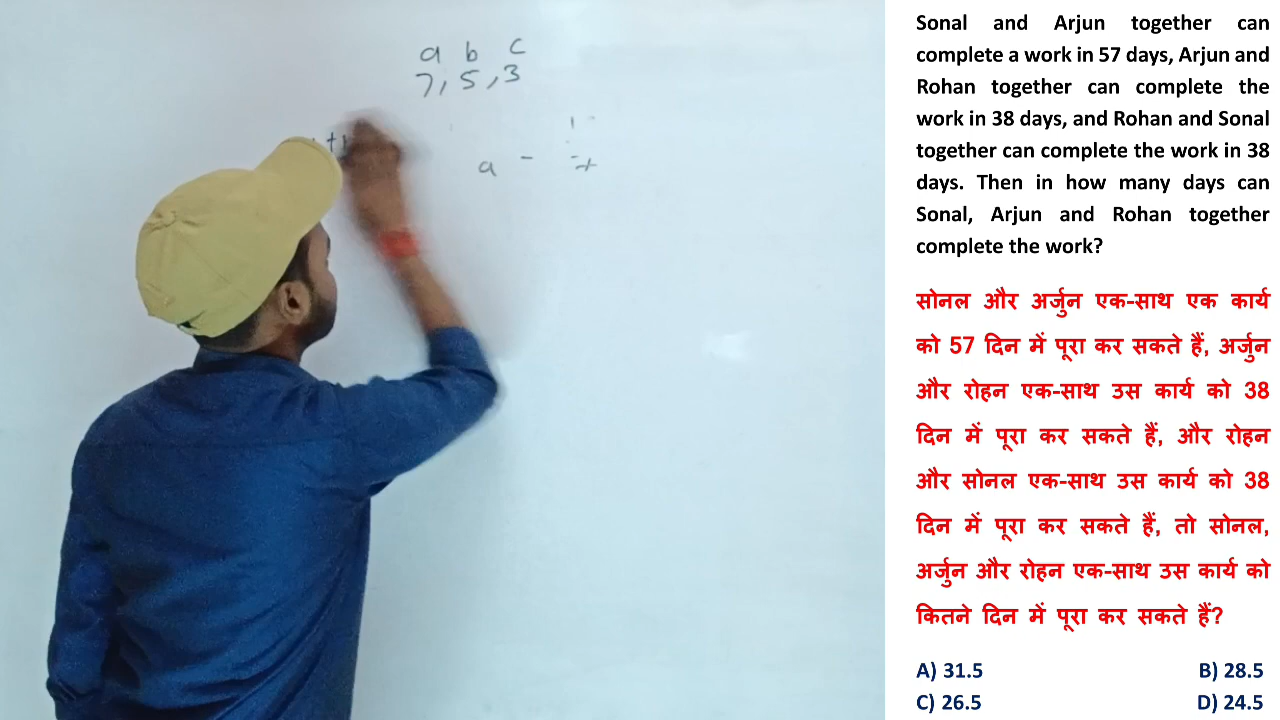 a b c
7, 5, 3
a -
Sonal and Arjun together can
complete a work in 57 days, Arjun and
Rohan together can complete the
work in 38 days, and Rohan and Sonal
together can complete the work in 38
days. Then in how many days can
Sonal, Arjun and Rohan together
complete the work?
सोनल और अर्जुन एक-साथ एक कार्य
को 57 दिन में पूरा कर सकते हैं, अर्जुन
और रोहन एक-साथ उस कार्य को 38
दिन में पूरा कर सकते हैं, और रोहन
और सोनल एक-साथ उस कार्य को 38
दिन में पूरा कर सकते हैं, तो सोनल,
अर्जुन और रोहन एक-साथ उस कार्य को
कितने दिन में पूरा कर सकते हैं?
A) 31.5 B) 28.5
C) 26.5 D) 24.5